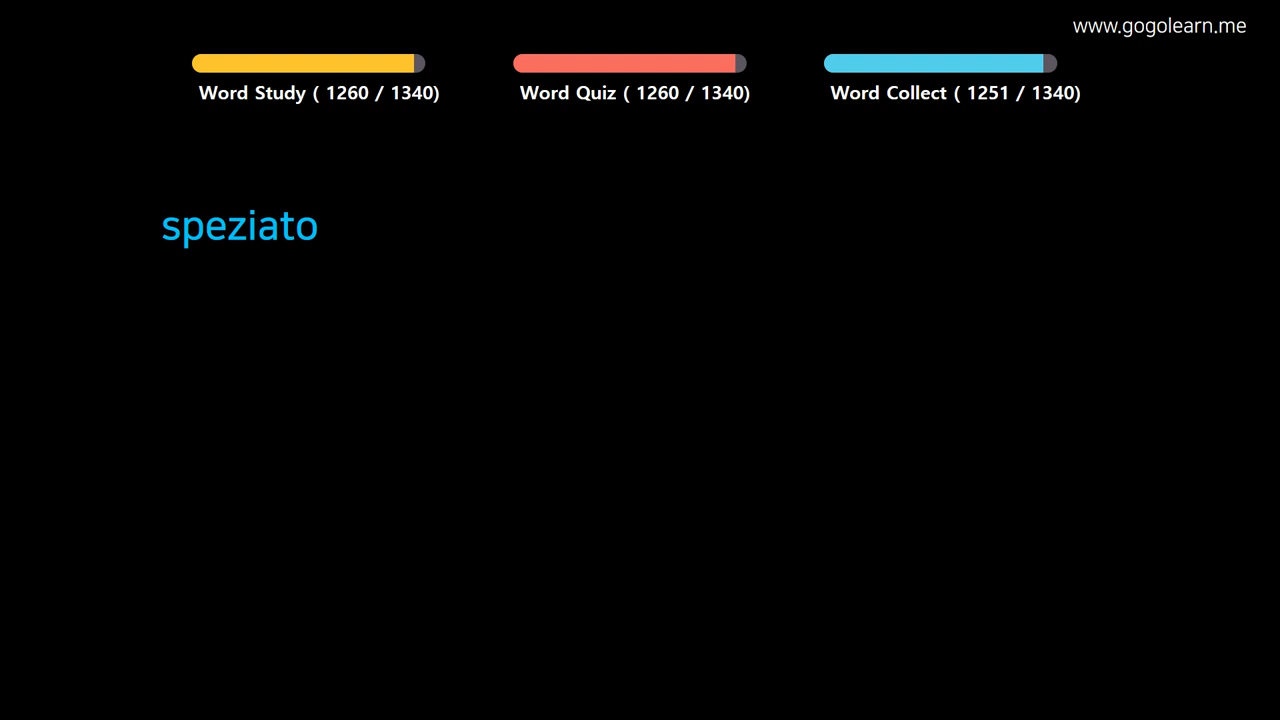 www.gogolearn.me
Word Study ( 1260 / 1340)
Word Quiz ( 1260 / 1340)
Word Collect ( 1251 / 1340)
speziato